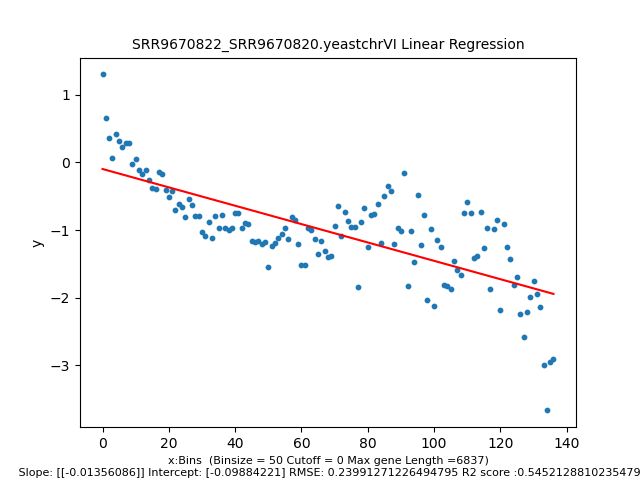 SRR9670822_SRR9670820.yeastchrVI Linear Regression
1
0
−1
−2
−3
y
0 20 40 60 80 100 120 140
x:Bins (Binsize = 50 Cutoff = 0 Max gene Length =6837)
Slope: [[-0.01356086]] Intercept: [-0.09884221] RMSE: 0.23991271226494795 R2 score :0.5452128810235479